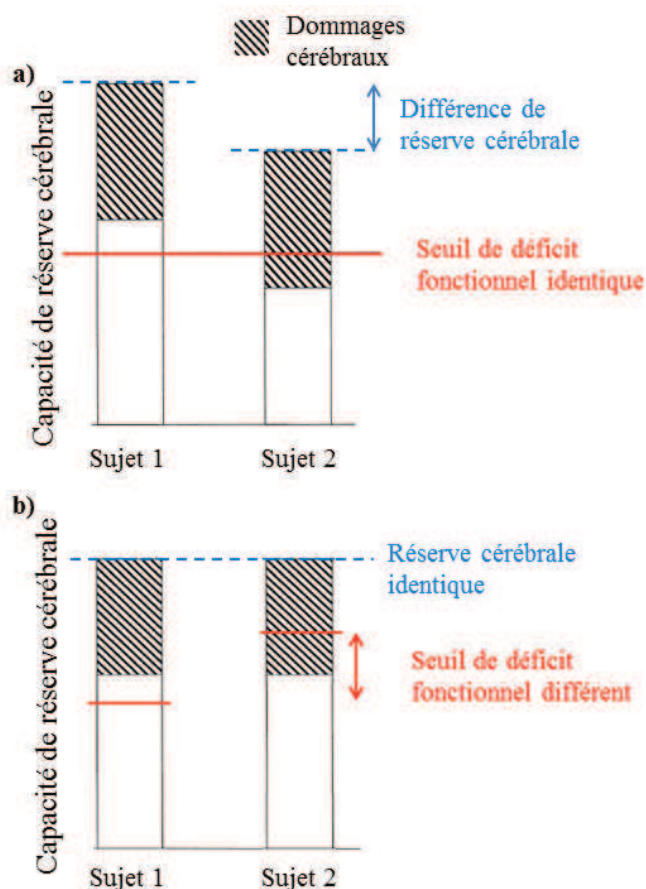 Dommages
cérébraux
a)
Capacité de réserve cérébrale
Différence de
réserve cérébrale
Seuil de déficit
fonctionnel identique
Sujet 1
Sujet 2
b)
Capacité de réserve cérébrale
Réserve cérébrale
identique
Seuil de déficit
fonctionnel différent
Sujet 1
Sujet 2